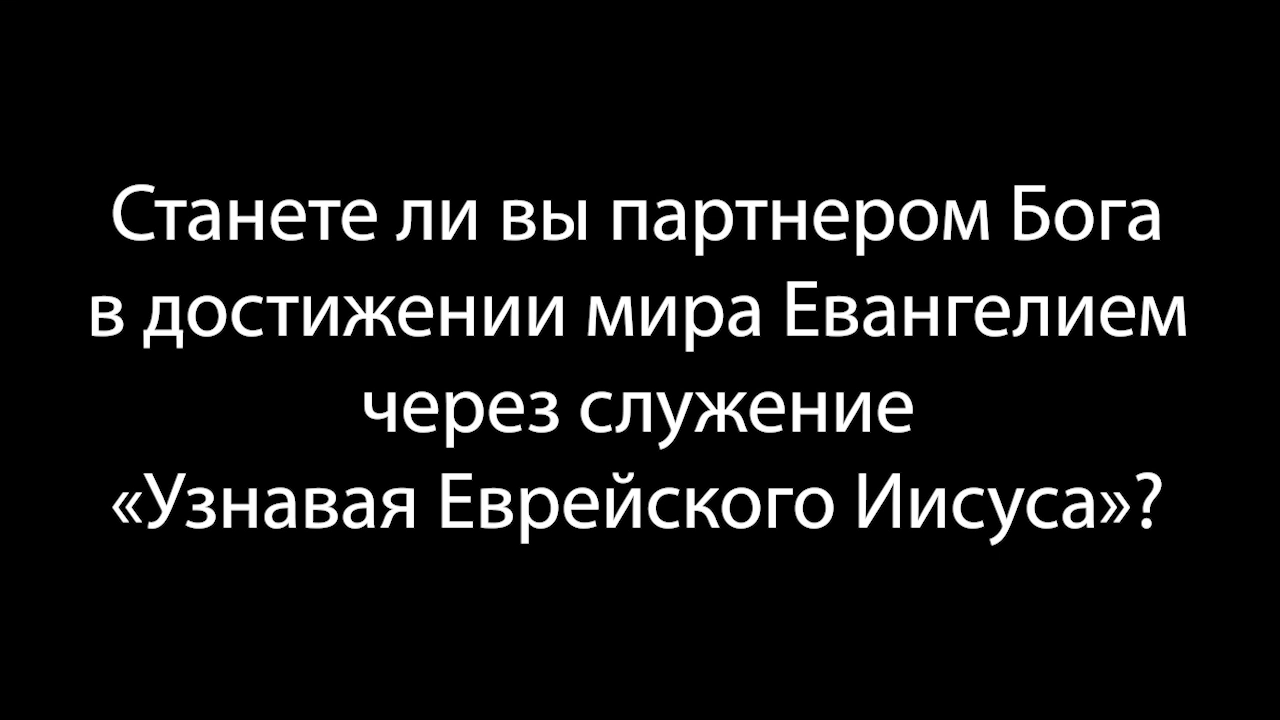 Станете ли вы партнером Бога
в достижении мира Евангелием
через служение
«Узнавая Еврейского Иисуса»?